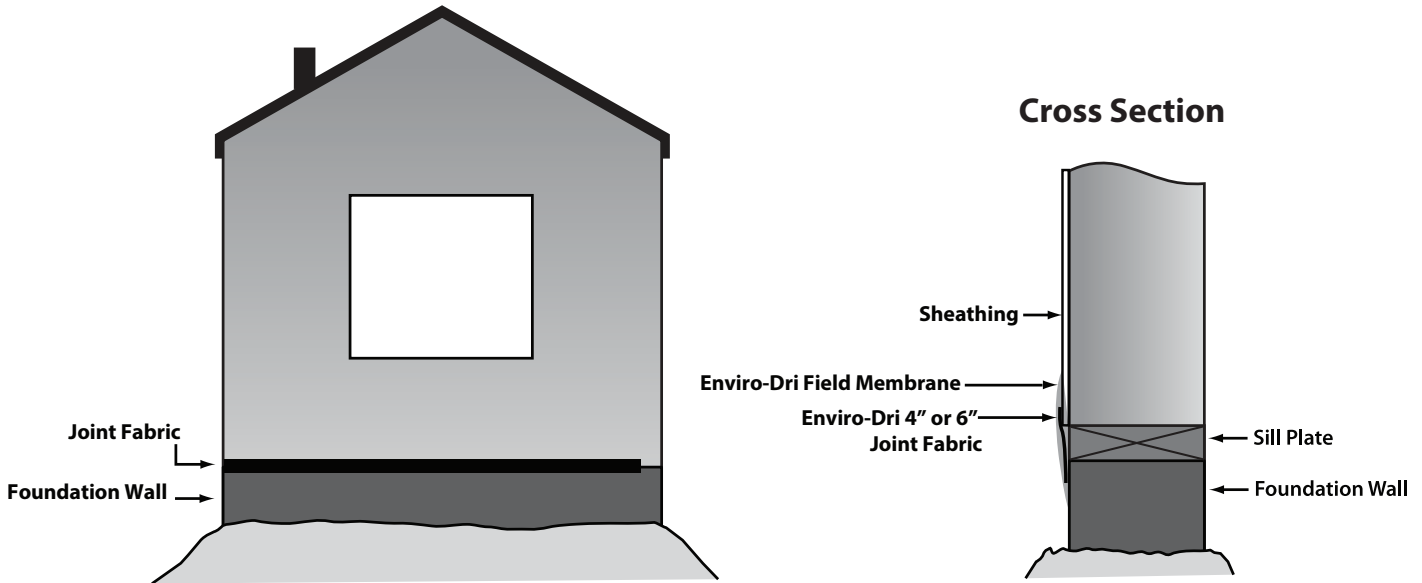 Cross Section
Sheathing
Enviro-Dri Field Membrane
Enviro-Dri 4” or 6”
Joint Fabric
Sill Plate
Foundation Wall
Joint Fabric
Foundation Wall